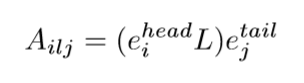 A_{ilj} = (e_i^{head} L) e_j^{tail}